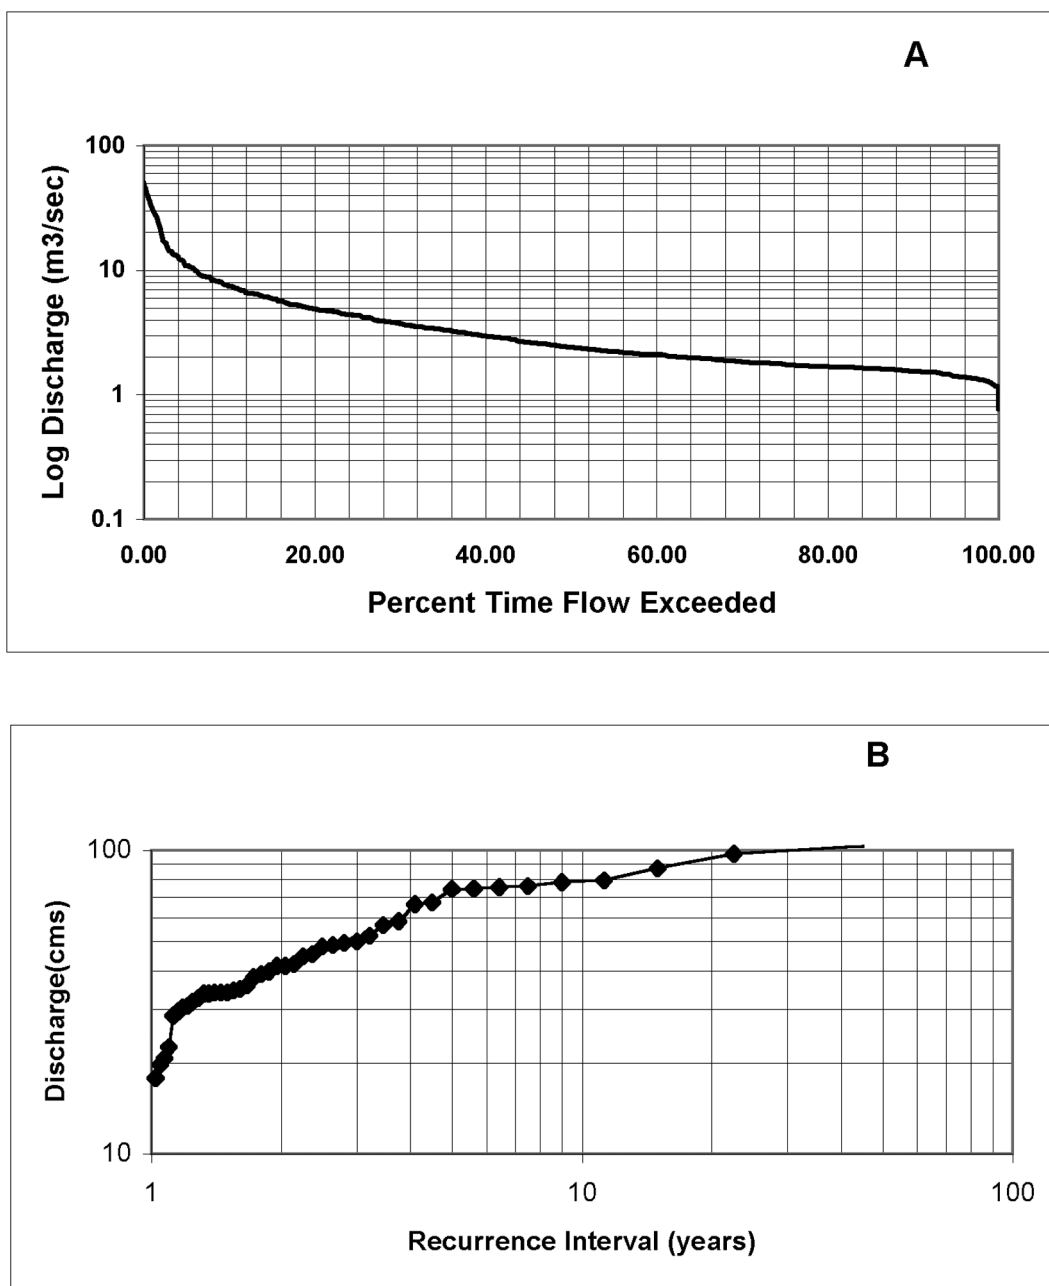 A
Log Discharge (m3/sec)
100
10
1
0.1
0.00 20.00 40.00 60.00 80.00 100.00
Percent Time Flow Exceeded
B
Discharge(cms)
100
10
1 10 100
Recurrence Interval (years)